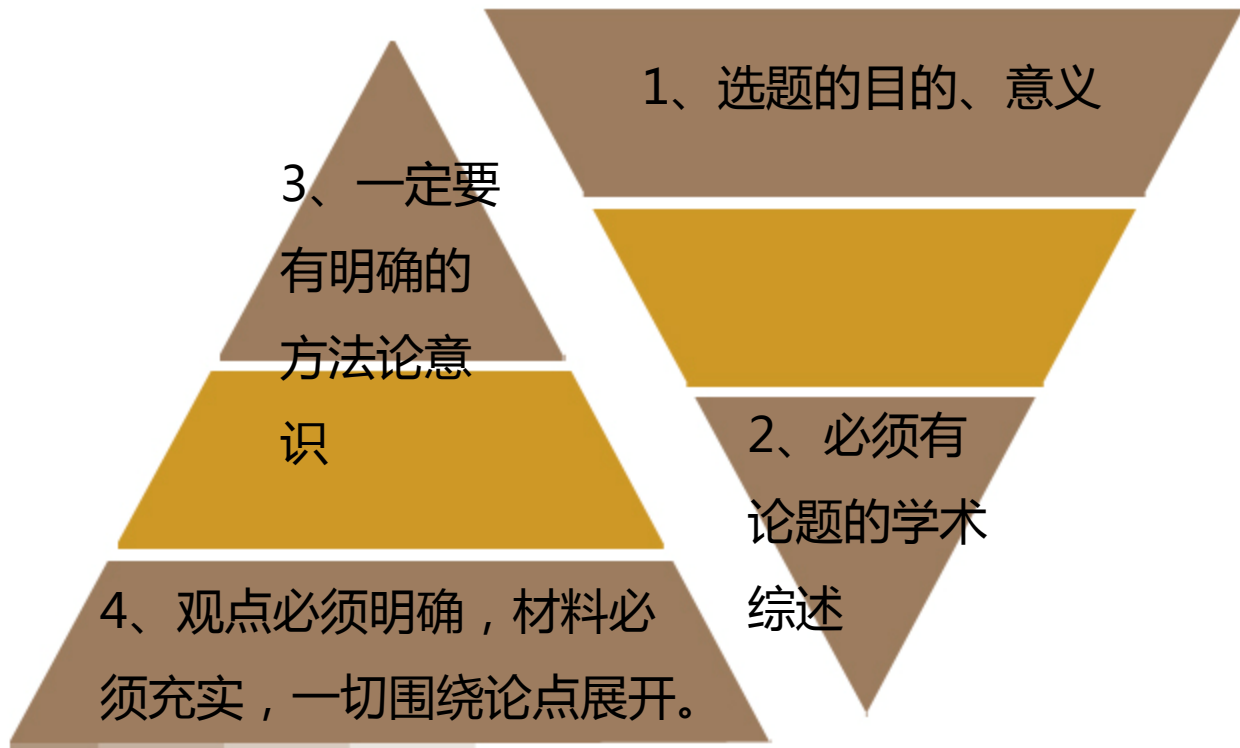 1、选题的目的、意义
2、必须有
论题的学术
综述
3、一定要
有明确的
方法论意
识
4、观点必须明确，材料必
须充实，一切围绕论点展开。